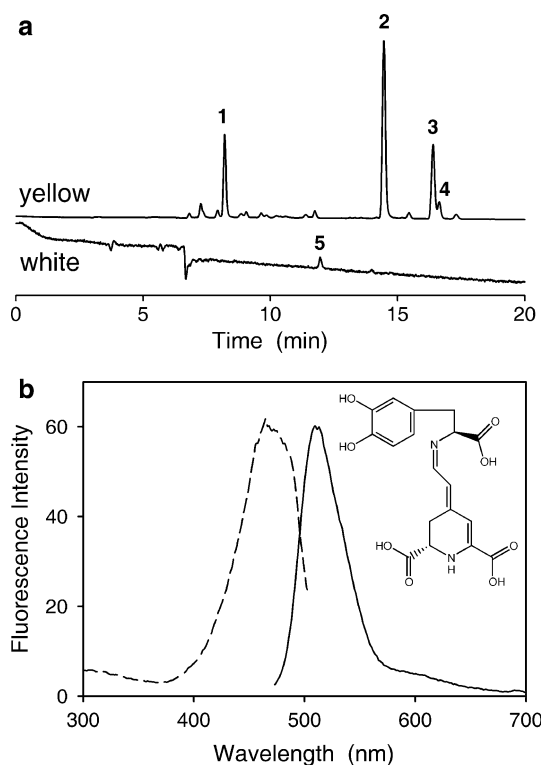 a
2
1
3
4
yellow
5
white
0 5 10 15 20
Time (min)
b
60
40
20
0
Fluorescence Intensity
HO
HO
O
OH
N
HO
O
N
H
O
OH
300 400 500 600 700
Wavelength (nm)